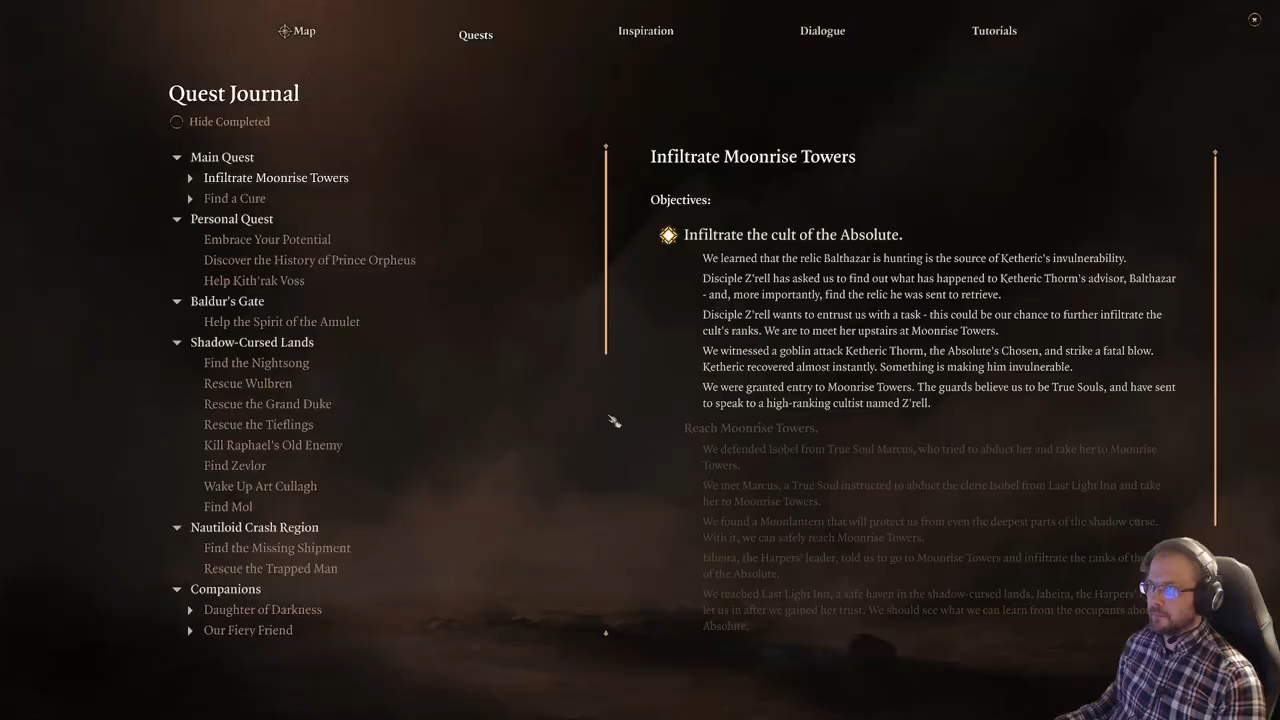 Map
Quests
Inspiration
Dialogue
Tutorials
Quest Journal
Hide Completed
Main Quest
Infiltrate Moonrise Towers
Find a Cure
Personal Quest
Embrace Your Potential
Discover the History of Prince Orpheus
Help Kith'rak Voss
Baldur's Gate
Help the Spirit of the Amulet
Shadow-Cursed Lands
Find the Nightsong
Rescue Wulbren
Rescue the Grand Duke
Rescue the Tieflings
Kill Raphael's Old Enemy
Find Zevlor
Wake Up Art Cullagh
Find Mol
Nautiloid Crash Region
Find the Missing Shipment
Rescue the Trapped Man
Companions
Daughter of Darkness
Our Fiery Friend
Infiltrate Moonrise Towers
Objectives:
Infiltrate the cult of the Absolute.
We learned that the relic Balthazar is hunting is the source of Ketheric's invulnerability.
Disciple Z'rell has asked us to find out what has happened to Ketheric Thorm's advisor, Balthazar
- and, more importantly, find the relic he was sent to retrieve.
Disciple Z'rell wants to entrust us with a task - this could be our chance to further infiltrate the
cult's ranks. We are to meet her upstairs at Moonrise Towers.
We witnessed a goblin attack Ketheric Thorm, the Absolute's Chosen, and strike a fatal blow.
Ketheric recovered almost instantly. Something is making him invulnerable.
We were granted entry to Moonrise Towers. The guards believe us to be True Souls, and have sent
to speak to a high-ranking cultist named Z'rell.
Reach Moonrise Towers.
We defended Isobel from True Soul Marcus, who tried to abduct her and take her to Moonrise
Towers.
We met Marcus, a True Soul instructed to abduct the cleric Isobel from Last Light Inn and take
her to Moonrise Towers.
We found a Moonlantern that will protect us from even the deepest parts of the shadow curse.
With it, we can safely reach Moonrise Towers.
Jaheira, the Harpers' leader, told us to go to Moonrise Towers and infiltrate the ranks of the
of the Absolute.
We reached Last Light Inn, a safe haven in the shadow-cursed lands. Jaheira, the Harpers'
let us in after we gained her trust. We should see what we can learn from the occupants
Absolute.